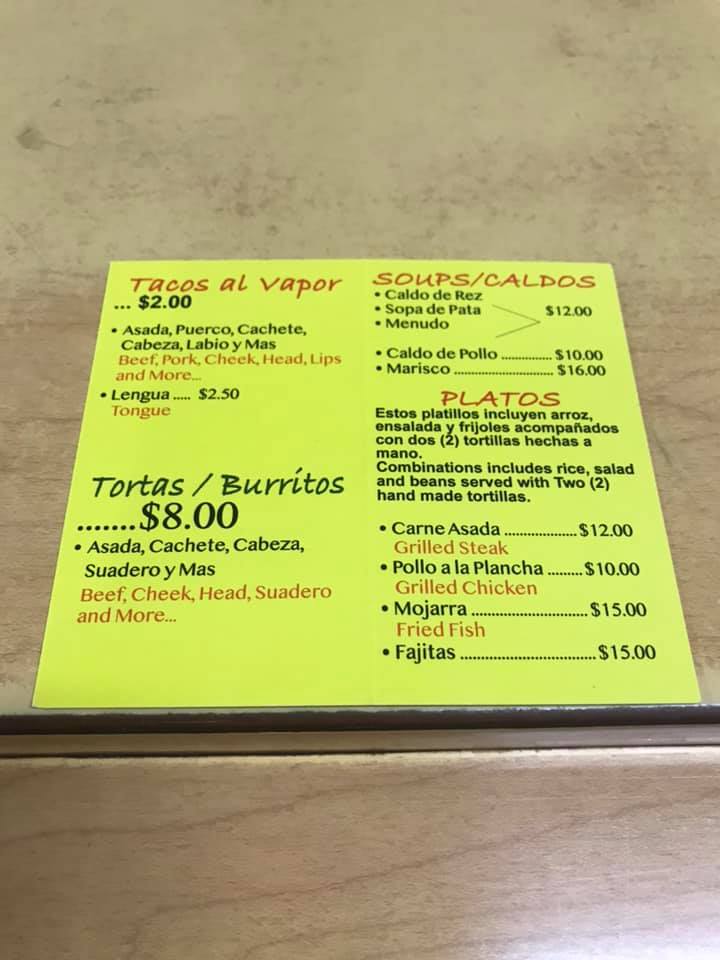 Tacos al Vapor
... $2.00
• Asada, Puerco, Cachete,
Cabeza, Labio y Mas
Beef, Pork, Cheek, Head, Lips
and More...
• Lengua ..... $2.50
Tongue
Tortas / Burritos
.......$8.00
• Asada, Cachete, Cabeza,
Suadero y Mas
Beef, Cheek, Head, Suadero
and More...
SOUPS/CALDOS
• Caldo de Rez
• Sopa de Pata $12.00
• Menudo
• Caldo de Pollo .............. $10.00
• Marisco ............................ $16.00
PLATOS
Estos platillos incluyen arroz,
ensalada y frijoles acompañados
con dos (2) tortillas hechas a
mano.
Combinations includes rice, salad
and beans served with Two (2)
hand made tortillas.
• Carne Asada ..................... $12.00
Grilled Steak
• Pollo a la Plancha ......... $10.00
Grilled Chicken
• Mojarra .................................. $15.00
Fried Fish
• Fajitas ....................................... $15.00